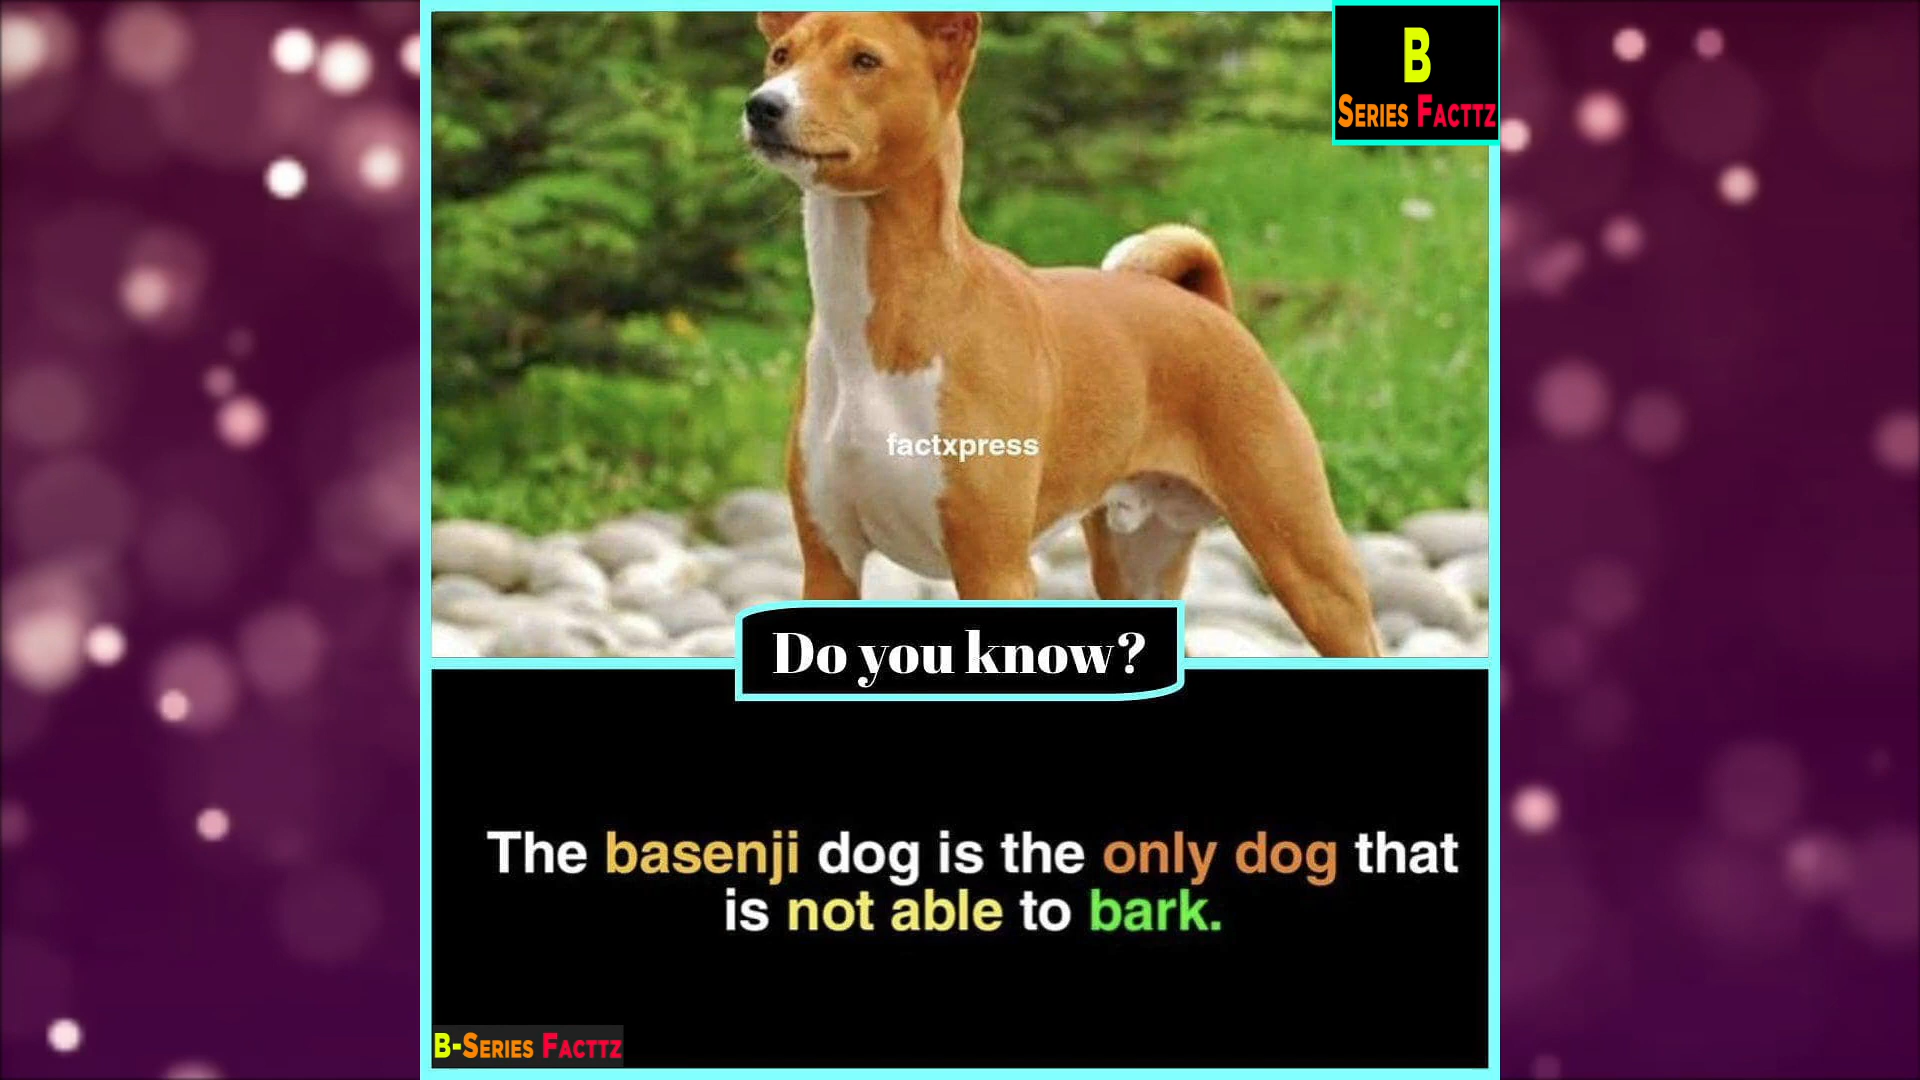 B
SERIES FACTTZ
factxpress
Do you know?
The basenji dog is the only dog that
is not able to bark.
B-SERIES FACTTZ